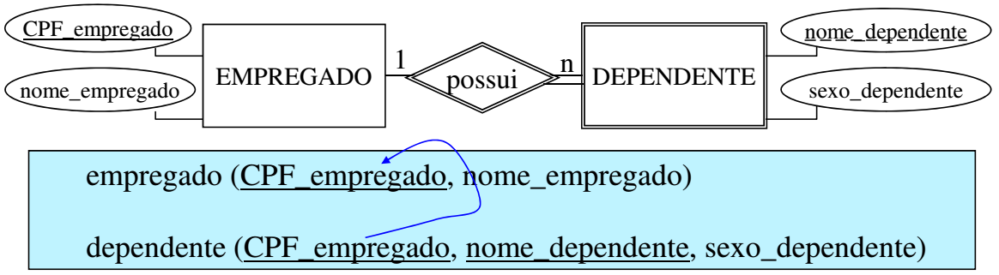 CPF_empregado
nome_empregado
EMPREGADO
1
possui
n
DEPENDENTE
nome_dependente
sexo_dependente
empregado (CPF_empregado, nome_empregado)
dependente (CPF_empregado, nome_dependente, sexo_dependente)